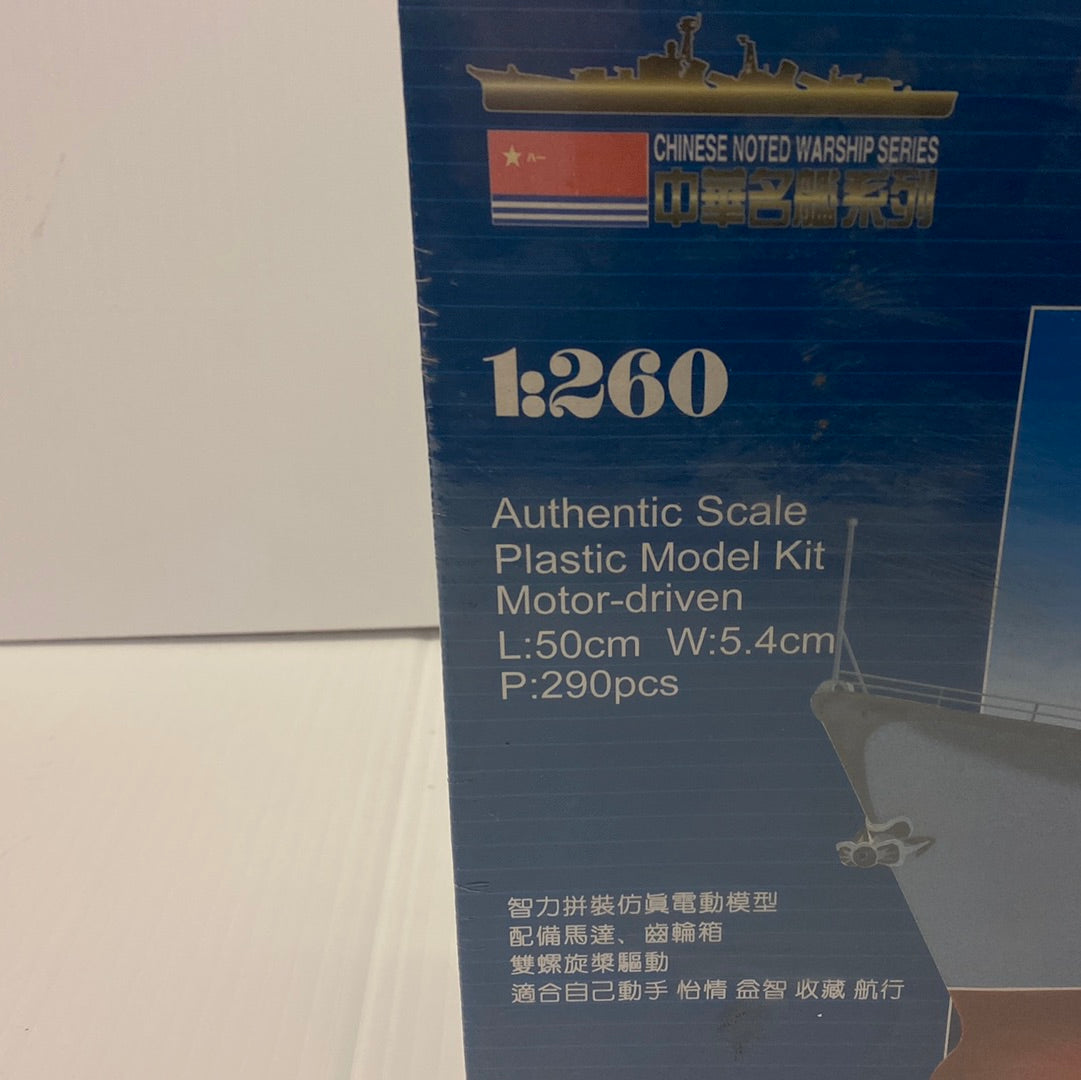 八一
CHINESE NOTED WARSHIP SERIES
中華名艦系列
1:260
Authentic Scale
Plastic Model Kit
Motor-driven
L:50cm W:5.4cm
P:290pcs
智力拼裝仿真電動模型
配備馬達、齒輪箱
雙螺旋槳驅動
適合自己動手 怡情 益智 收藏 航行